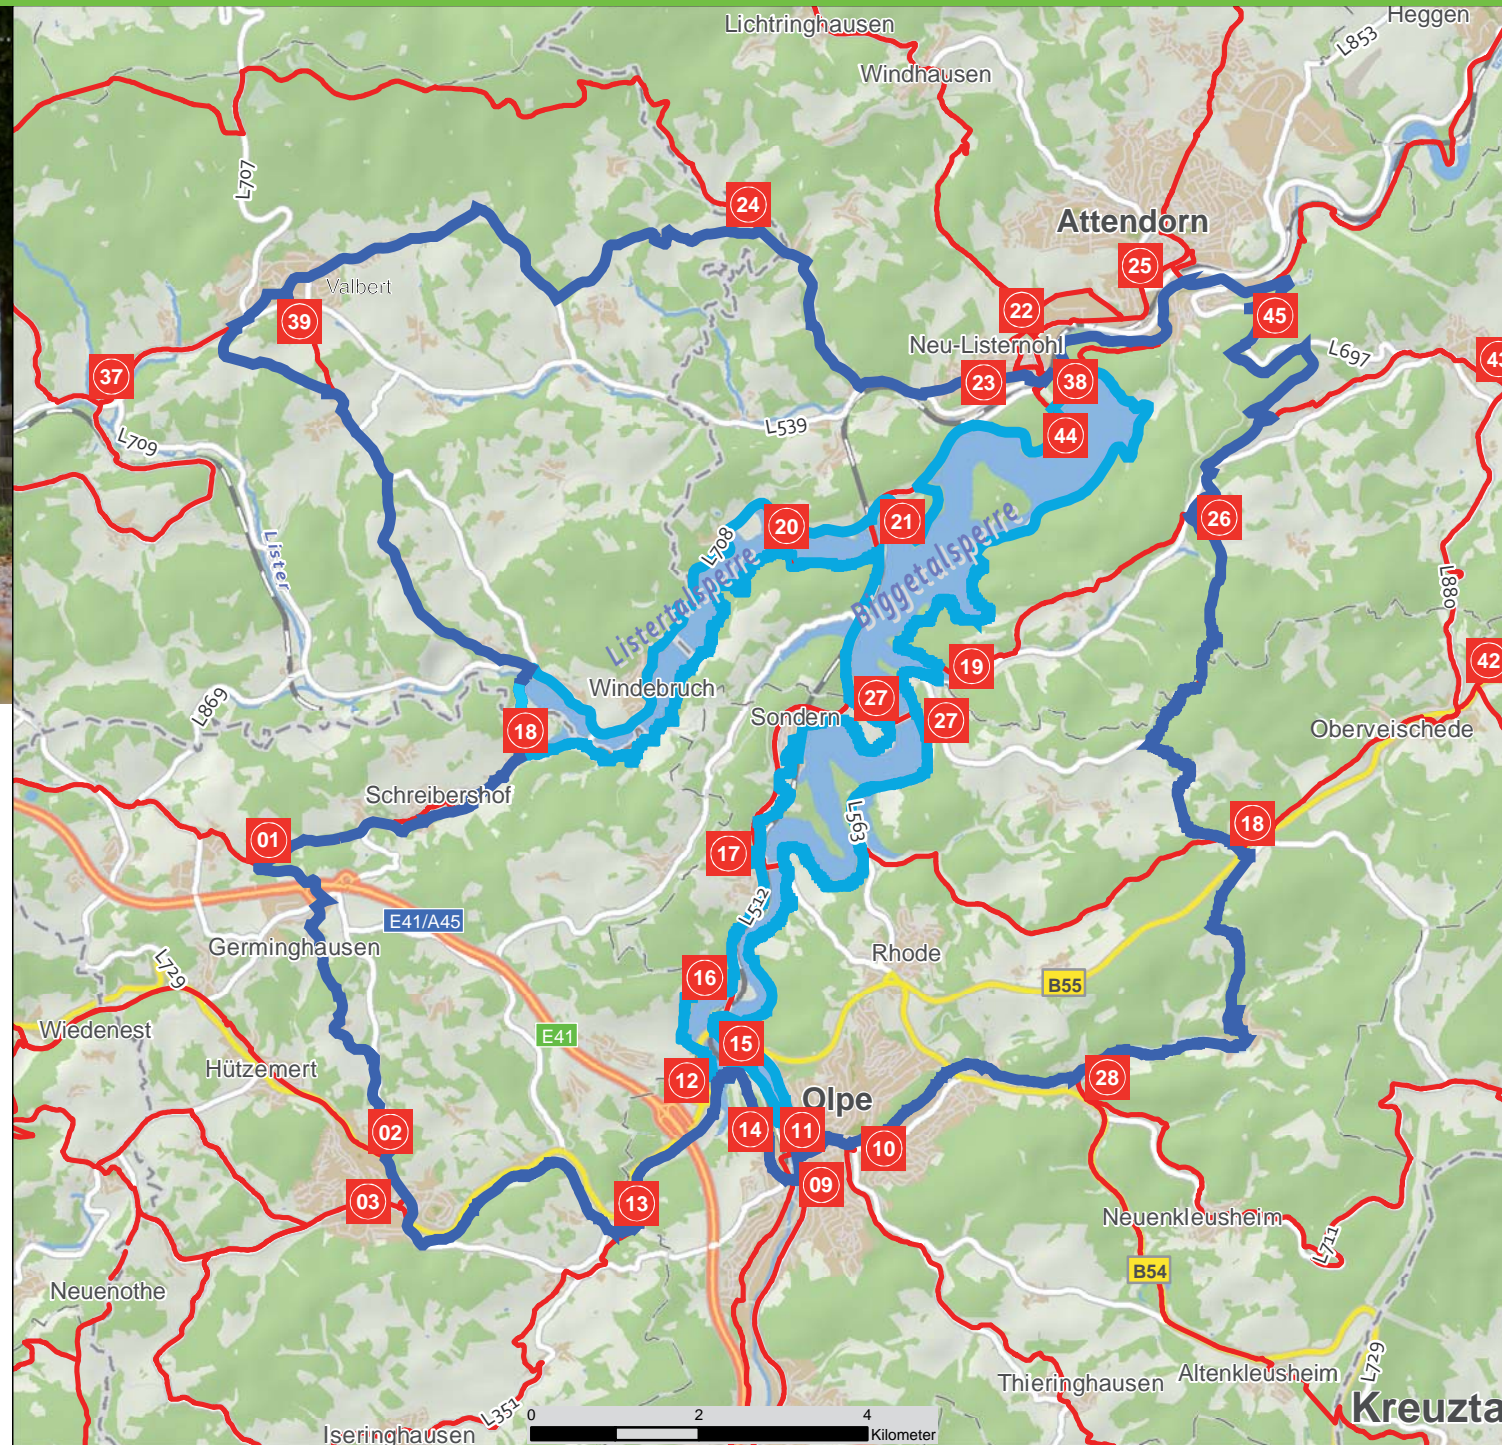 Heggen
Lichtringhausen
L853
Windhausen
L707
24
Attendorn
25
Valbert
22
45
39
Neu-Listernohl
L697
43
37
23
38
L539
44
L709
20
21
26
L708
Biggetalsperre
Lister
Listertalsperre
L880
19
42
Windebruch
27
L869
Sondern
27
18
Oberveischede
Schreibershof
L563
18
01
17
L512
E41/A45
Germinghausen
Rhode
L729
16
B55
Wiedenest
E41
15
Hützemert
12
28
Olpe
02
14
11
10
03
09
13
Neuenkleusheim
L711
B54
Neuenothe
L729
Altenkleusheim
Thieringhausen
Kreuzta
L351
0 2 4
Kilometer
Iseringhausen